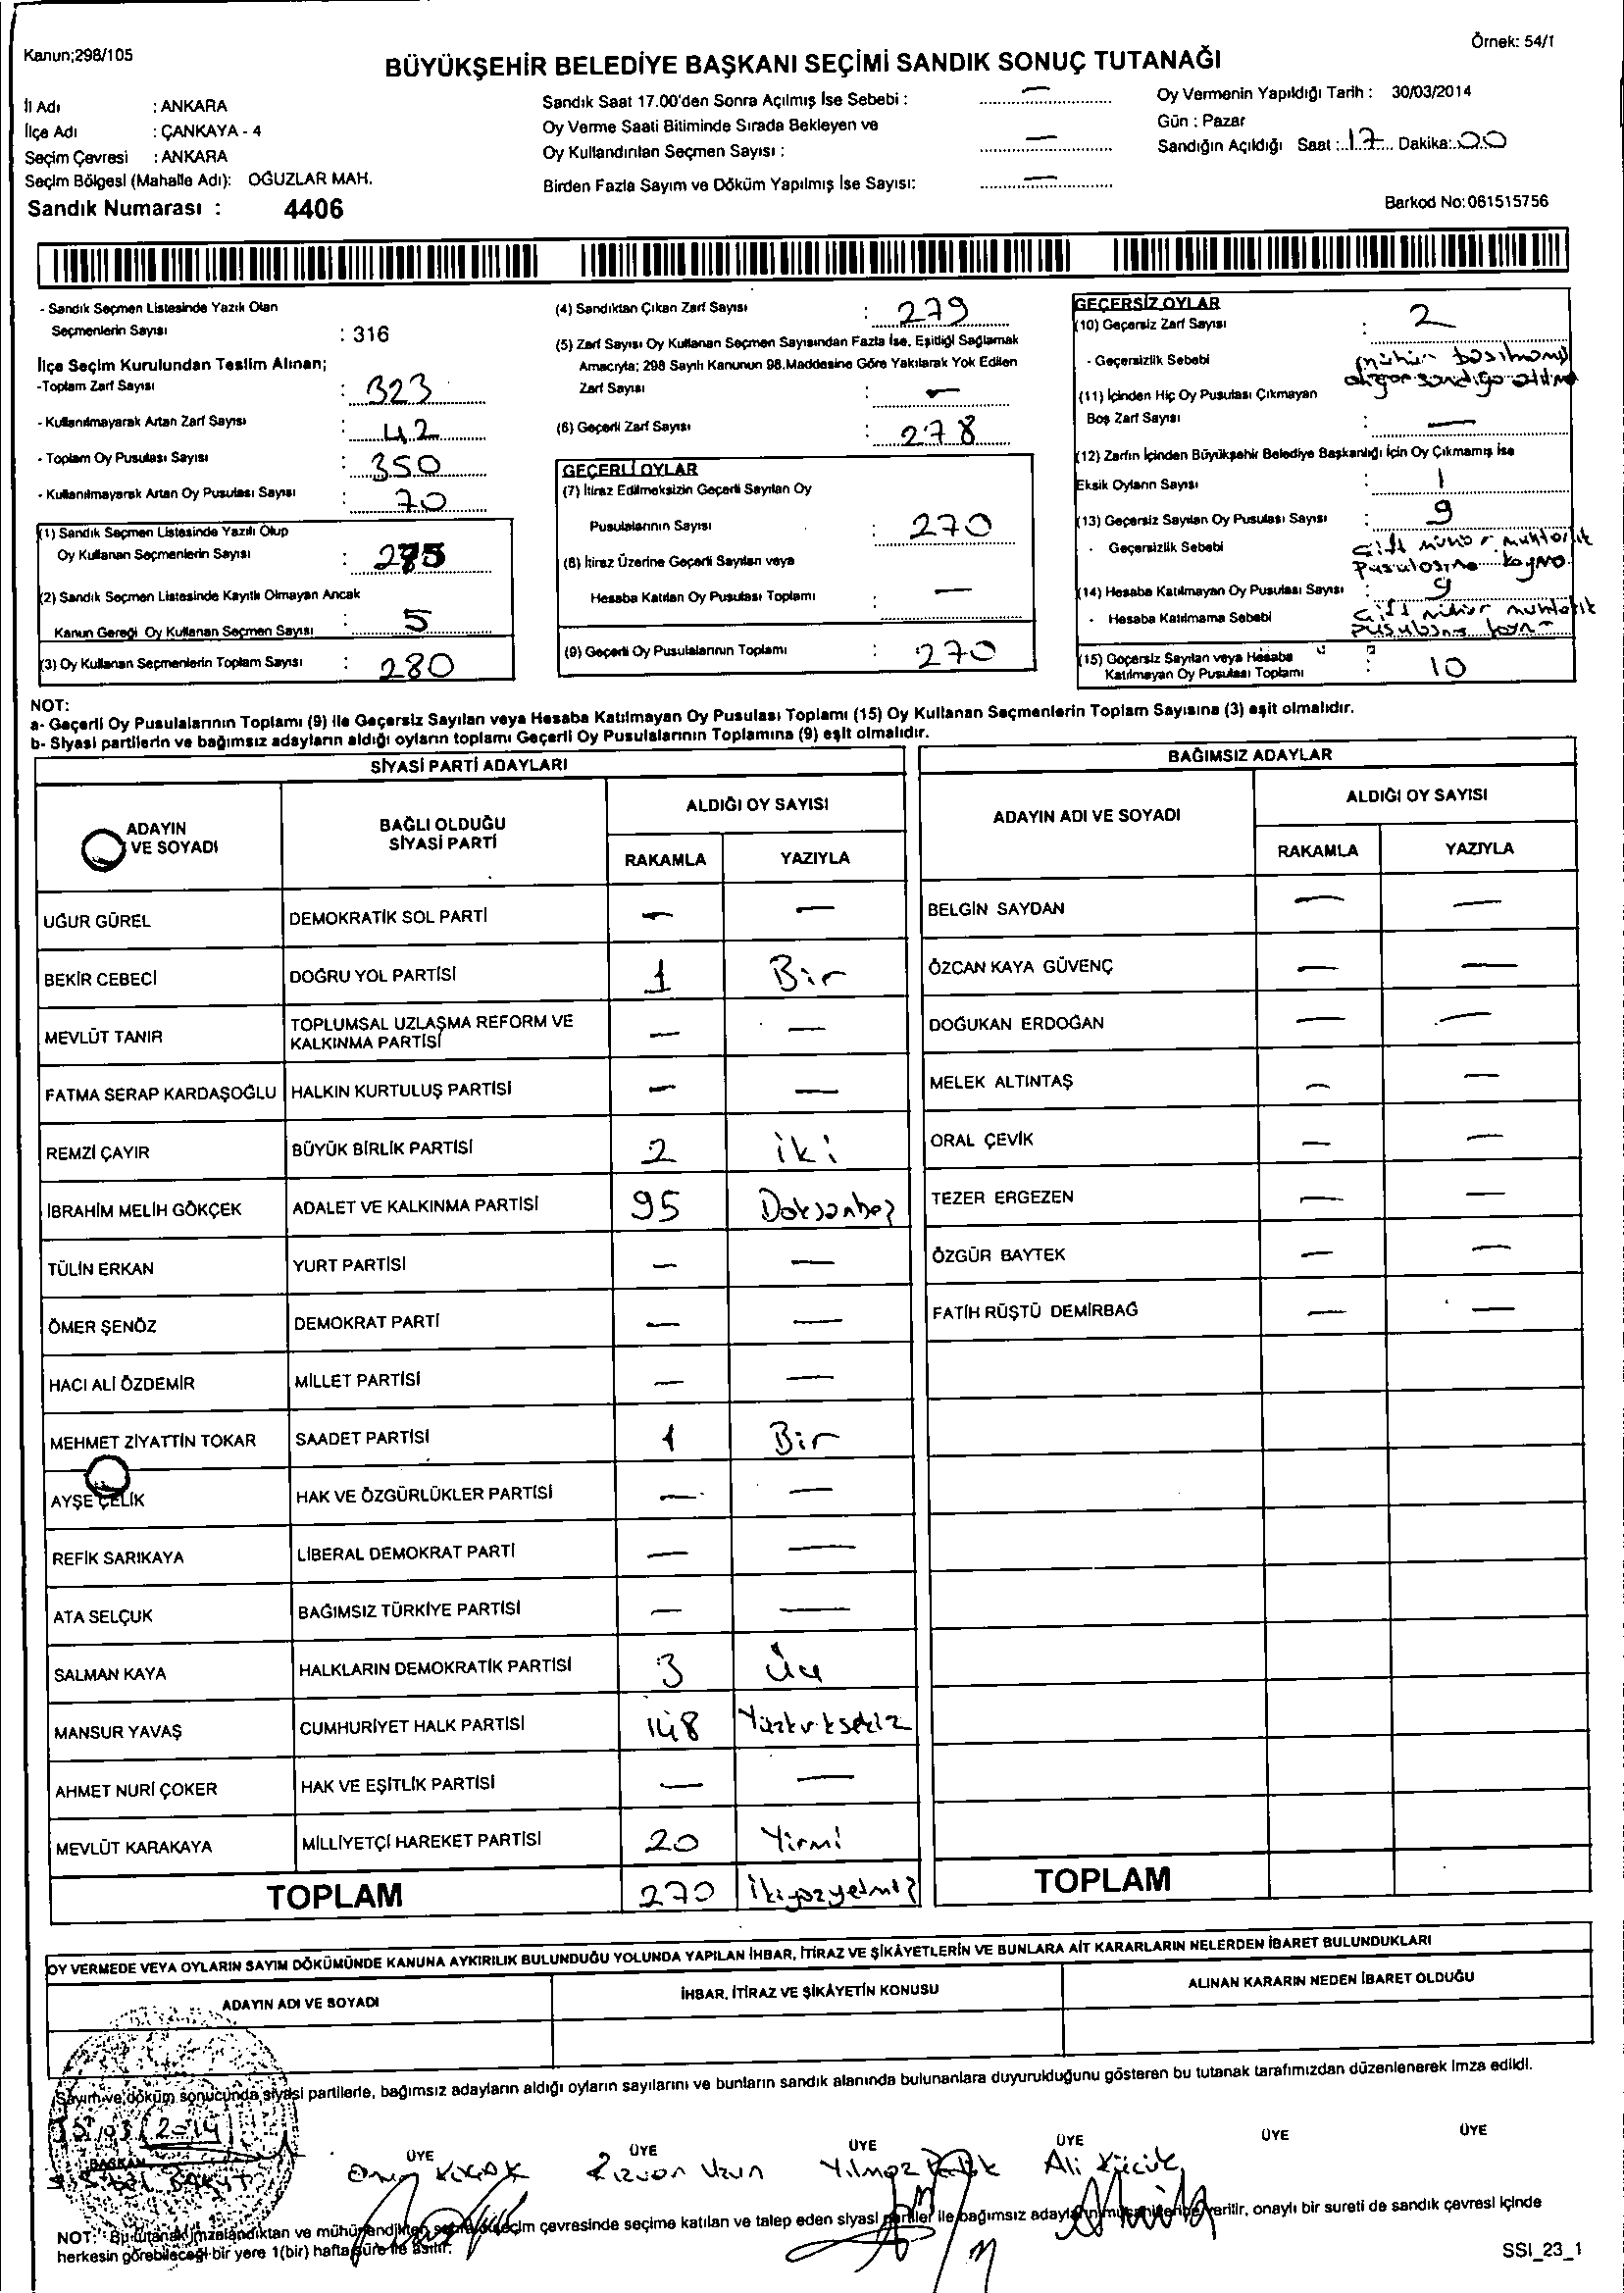 Kanun;298/105
Örnek: 54/1
BÜYÜKŞEHİR BELEDİYE BAŞKANI SEÇİMİ SANDIK SONUÇ TUTANAĞI
İl Adı : ANKARA
İlçe Adı : ÇANKAYA - 4
Seçim Çevresi : ANKARA
Seçim Bölgesi (Mahalle Adı): OĞUZLAR MAH.
Sandık Numarası : 4406
Sandık Saat 17.00'den Sonra Açılmış İse Sebebi : —
Oy Verme Saati Bitiminde Sırada Bekleyen ve
Oy Kullandırılan Seçmen Sayısı : —
Birden Fazla Sayım ve Döküm Yapılmış İse Sayısı: —
Oy Vermenin Yapıldığı Tarih : 30/03/2014
Gün : Pazar
Sandığın Açıldığı Saat : 17 Dakika: 00
Barkod No:061515756
- Sandık Seçmen Listesinde Yazılı Olan
Seçmenlerin Sayısı : 316
İlçe Seçim Kurulundan Teslim Alınan;
-Toplam Zarf Sayısı : 323
- Kullanılmayarak Artan Zarf Sayısı : 42
- Toplam Oy Pusulası Sayısı : 350
- Kullanılmayarak Artan Oy Pusulası Sayısı : 70
(1) Sandık Seçmen Listesinde Yazılı Olup
Oy Kullanan Seçmenlerin Sayısı : 275
(2) Sandık Seçmen Listesinde Kayıtlı Olmayan Ancak
Kanun Gereği Oy Kullanan Seçmen Sayısı : 5
(3) Oy Kullanan Seçmenlerin Toplam Sayısı : 280
(4) Sandıktan Çıkan Zarf Sayısı : 279
(5) Zarf Sayısı Oy Kullanan Seçmen Sayısından Fazla İse, Eşitliği Sağlamak
Amacıyla; 298 Sayılı Kanunun 98.Maddesine Göre Yakılarak Yok Edilen
Zarf Sayısı : —
(6) Geçerli Zarf Sayısı : 278
GEÇERLİ OYLAR
(7) İtiraz Edilmeksizin Geçerli Sayılan Oy
Pusulalarının Sayısı : 270
(8) İtiraz Üzerine Geçerli Sayılan veya
Hesaba Katılan Oy Pusulası Toplamı : —
(9) Geçerli Oy Pusulalarının Toplamı : 270
GEÇERSİZ OYLAR
(10) Geçersiz Zarf Sayısı : 2
- Geçersizlik Sebebi : mühür basılmamış
(11) İçinden Hiç Oy Pusulası Çıkmayan
Boş Zarf Sayısı : —
(12) Zarfın İçinden Büyükşehir Belediye Başkanlığı İçin Oy Çıkmamış İse
Eksik Oyların Sayısı : 1
(13) Geçersiz Sayılan Oy Pusulası Sayısı : 9
- Geçersizlik Sebebi Çift mühür muhtarlık
pusulasına
(14) Hesaba Katılmayan Oy Pusulası Sayısı : 9
- Hesaba Katılmama Sebebi Çift mühür muhtarlık
pusulasına
(15) Geçersiz Sayılan veya Hesaba
Katılmayan Oy Pusulası Toplamı : 10
NOT:
a- Geçerli Oy Pusulalarının Toplamı (9) ile Geçersiz Sayılan veya Hesaba Katılmayan Oy Pusulası Toplamı (15) Oy Kullanan Seçmenlerin Toplam Sayısına (3) eşit olmalıdır.
b- Siyasi partilerin ve bağımsız adayların aldığı oyların toplamı Geçerli Oy Pusulalarının Toplamına (9) eşit olmalıdır.
SİYASİ PARTİ ADAYLARI
ADAYIN
VE SOYADI
BAĞLI OLDUĞU
SİYASİ PARTİ
ALDIĞI OY SAYISI
RAKAMLA YAZIYLA
UĞUR GÜREL DEMOKRATİK SOL PARTİ — —
BEKİR CEBECİ DOĞRU YOL PARTİSİ 1 Bir
MEVLÜT TANIR TOPLUMSAL UZLAŞMA REFORM VE
KALKINMA PARTİSİ — —
FATMA SERAP KARDAŞOĞLU HALKIN KURTULUŞ PARTİSİ — —
REMZİ ÇAYIR BÜYÜK BİRLİK PARTİSİ 2 iki
İBRAHİM MELİH GÖKÇEK ADALET VE KALKINMA PARTİSİ 95 Doksanbeş
TÜLİN ERKAN YURT PARTİSİ — —
ÖMER ŞENÖZ DEMOKRAT PARTİ — —
HACI ALİ ÖZDEMİR MİLLET PARTİSİ — —
MEHMET ZİYATTİN TOKAR SAADET PARTİSİ 1 Bir
AYŞE ÇELİK HAK VE ÖZGÜRLÜKLER PARTİSİ — —
REFİK SARIKAYA LİBERAL DEMOKRAT PARTİ — —
ATA SELÇUK BAĞIMSIZ TÜRKİYE PARTİSİ — —
SALMAN KAYA HALKLARIN DEMOKRATİK PARTİSİ 3 Üç
MANSUR YAVAŞ CUMHURİYET HALK PARTİSİ 148 Yüzkırksekiz
AHMET NURİ ÇOKER HAK VE EŞİTLİK PARTİSİ — —
MEVLÜT KARAKAYA MİLLİYETÇİ HAREKET PARTİSİ 20 Yirmi
TOPLAM 270 İkiyüzyetmiş
BAĞIMSIZ ADAYLAR
ADAYIN ADI VE SOYADI
ALDIĞI OY SAYISI
RAKAMLA YAZIYLA
BELGİN SAYDAN — —
ÖZCAN KAYA GÜVENÇ — —
DOĞUKAN ERDOĞAN — —
MELEK ALTINTAŞ — —
ORAL ÇEVİK — —
TEZER ERGEZEN — —
ÖZGÜR BAYTEK — —
FATİH RÜŞTÜ DEMİRBAĞ — —
TOPLAM
OY VERMEDE VEYA OYLARIN SAYIM DÖKÜMÜNDE KANUNA AYKIRILIK BULUNDUĞU YOLUNDA YAPILAN İHBAR, İTİRAZ VE ŞİKÂYETLERİN VE BUNLARA AİT KARARLARIN NELERDEN İBARET BULUNDUKLARI
ADAYIN ADI VE SOYADI İHBAR, İTİRAZ VE ŞİKÂYETİN KONUSU ALINAN KARARIN NEDEN İBARET OLDUĞU
Sayım ve döküm sonucunda siyasi partilerle, bağımsız adayların aldığı oyların sayılarını ve bunların sandık alanında bulunanlara duyurukluğunu gösteren bu tutanak tarafımızdan düzenlenerek imza edildi.
BAŞKAN ÜYE ÜYE ÜYE ÜYE ÜYE ÜYE
Rızvan Uzun Yılmaz Ali Küçük
NOT: Bu tutanak imzalandıktan ve mühürlendikten sonra seçim çevresinde seçime katılan ve talep eden siyasi partiler ile bağımsız adayların müşahitlerine verilir, onaylı bir sureti de sandık çevresi içinde
herkesin görebileceği bir yere 1(bir) hafta süre ile asılır.
SSI_23_1